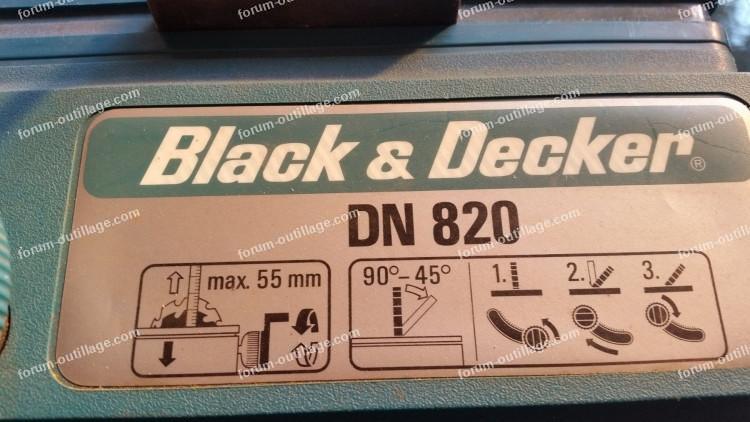 Black & Decker®
DN 820
max. 55 mm
90°–45°
1. 2. 3.
forum-outillage.com